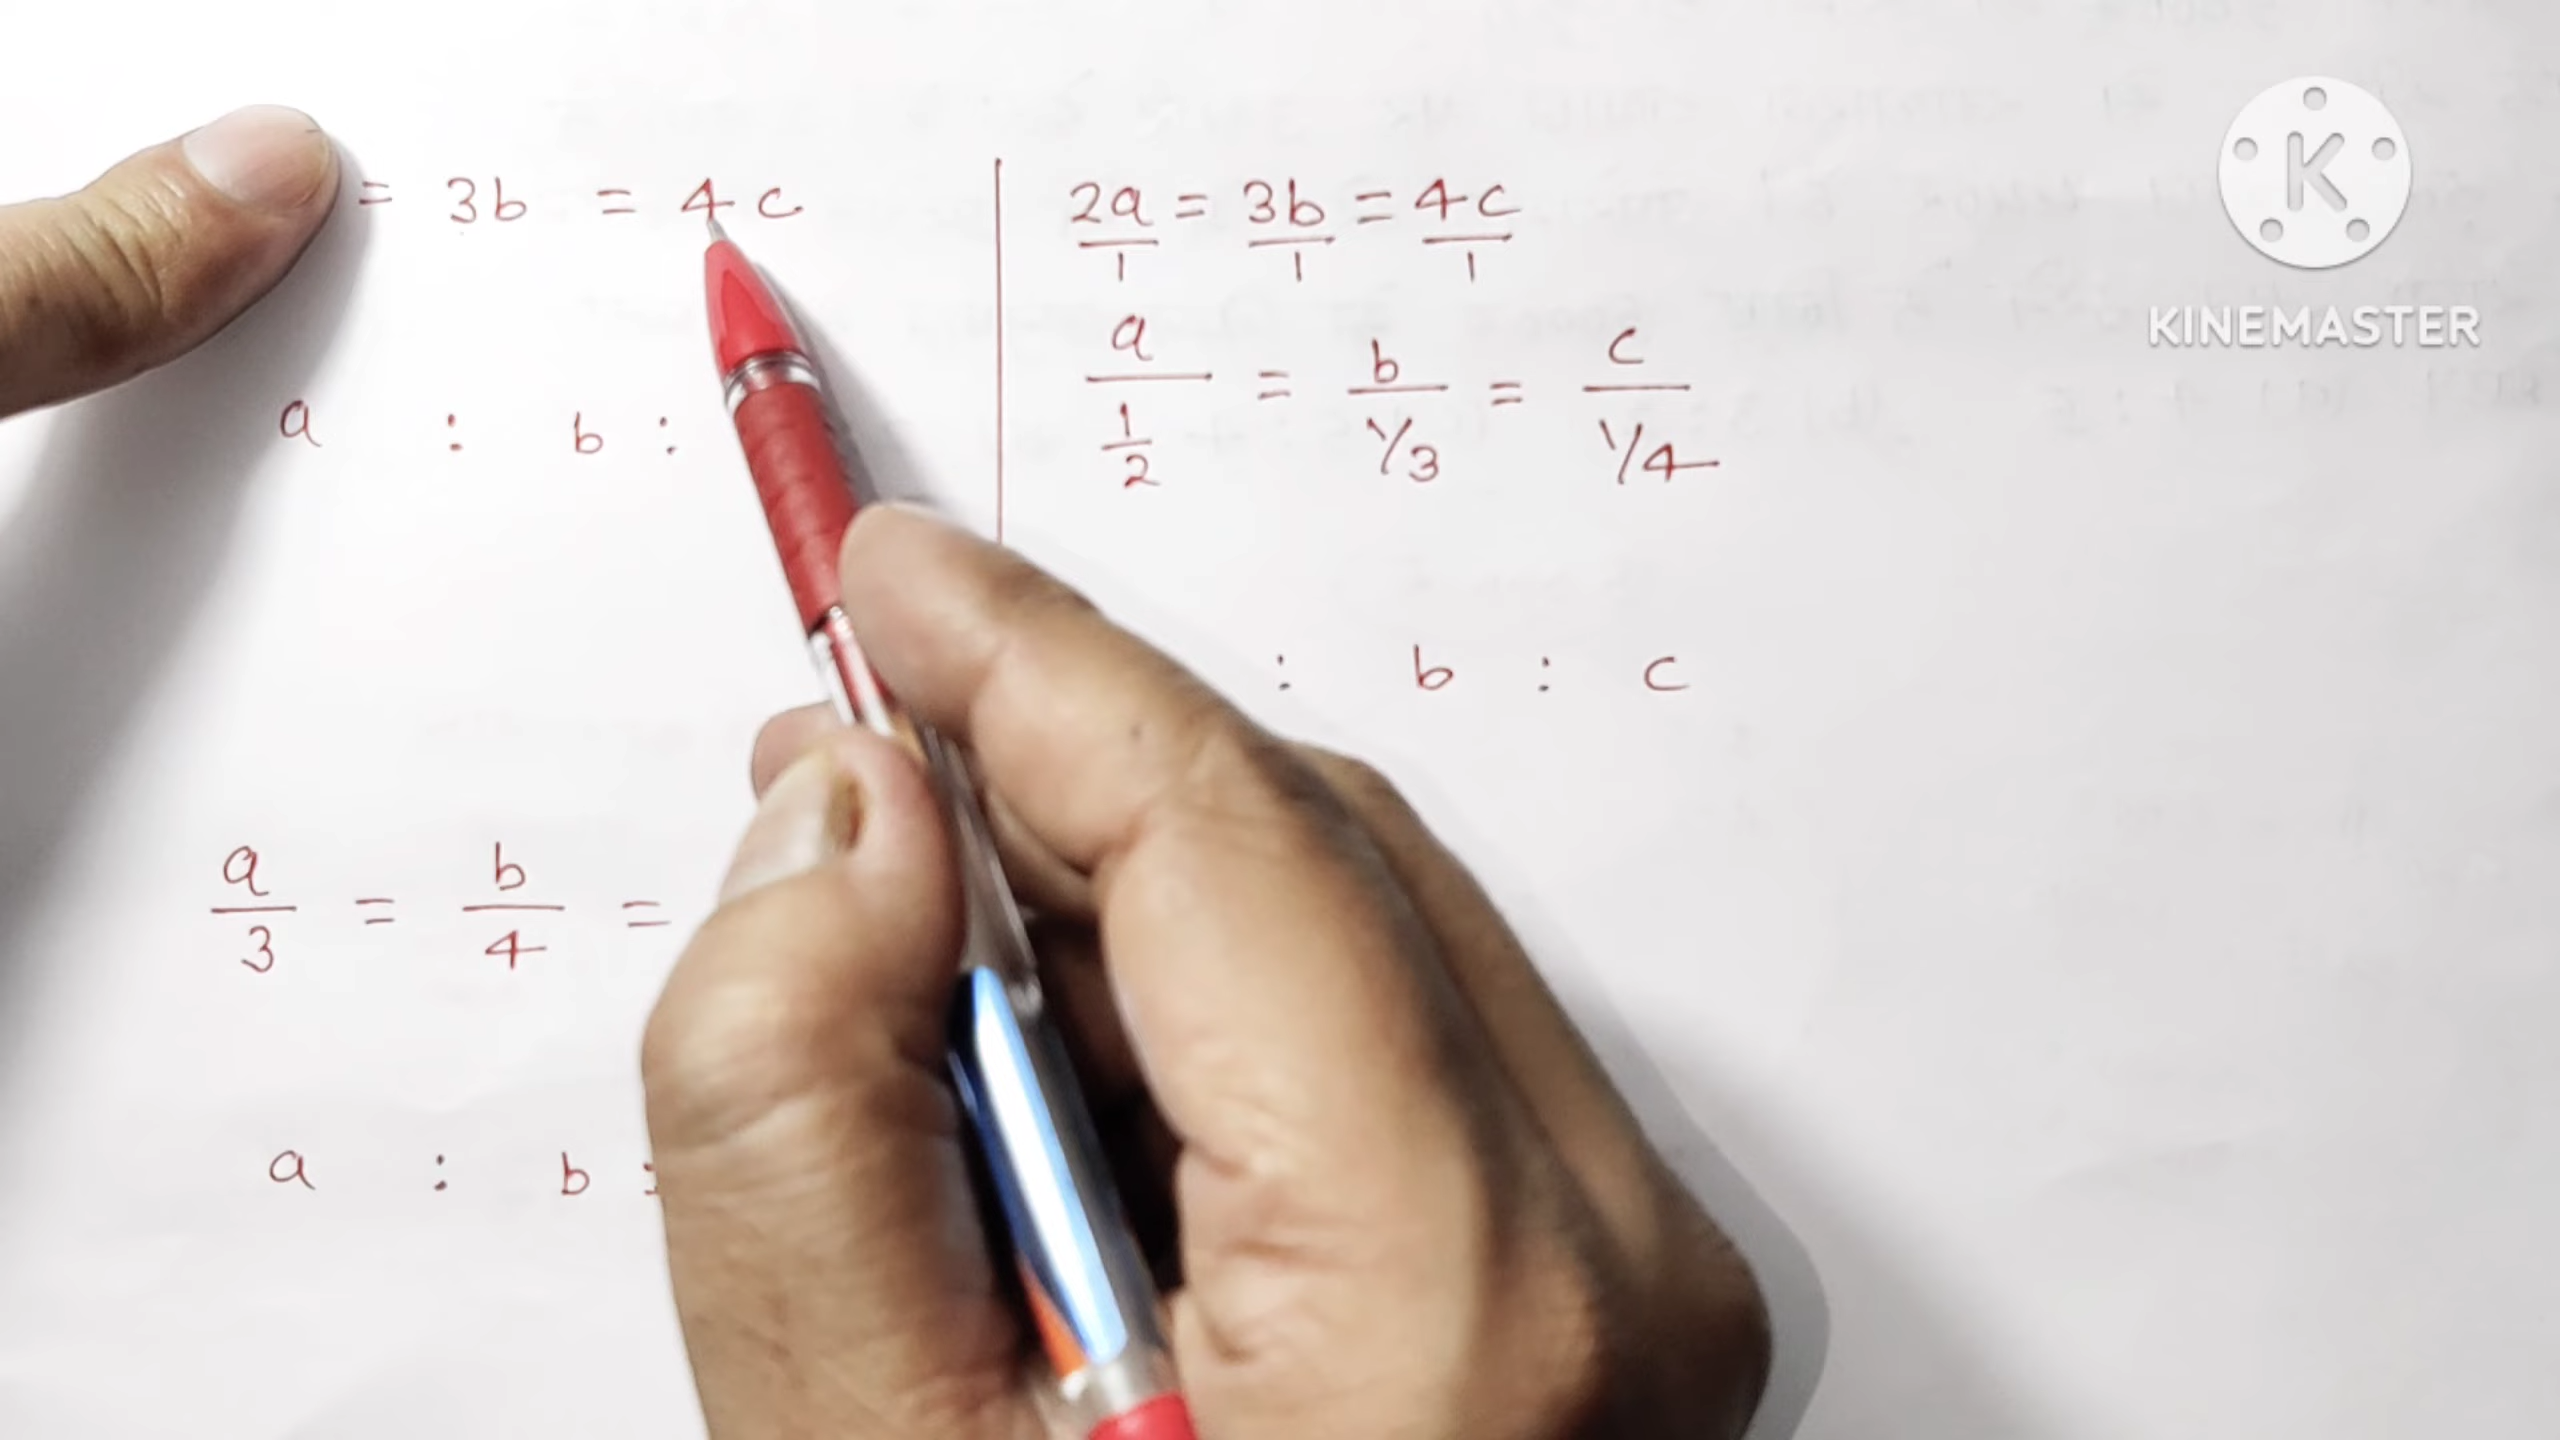 = 3b = 4c
a : b :
a/3 = b/4 =
a : b :
2a/1 = 3b/1 = 4c/1
a/(1/2) = b/(1/3) = c/(1/4)
: b : c
K
KINEMASTER